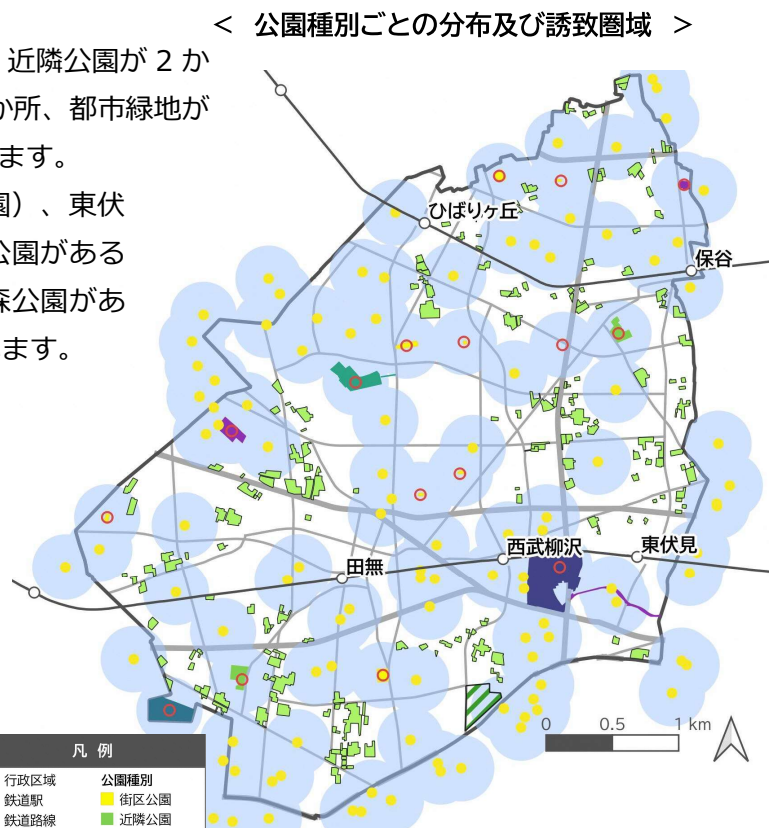 < 公園種別ごとの分布及び誘致圏域 >
近隣公園が 2 か
か所、都市緑地が
ます。
園）、東伏
公園がある
森公園があ
ます。
ひばりヶ丘
保谷
西武柳沢
東伏見
田無
0 0.5 1 km
凡 例
行政区域 公園種別
鉄道駅 街区公園
鉄道路線 近隣公園